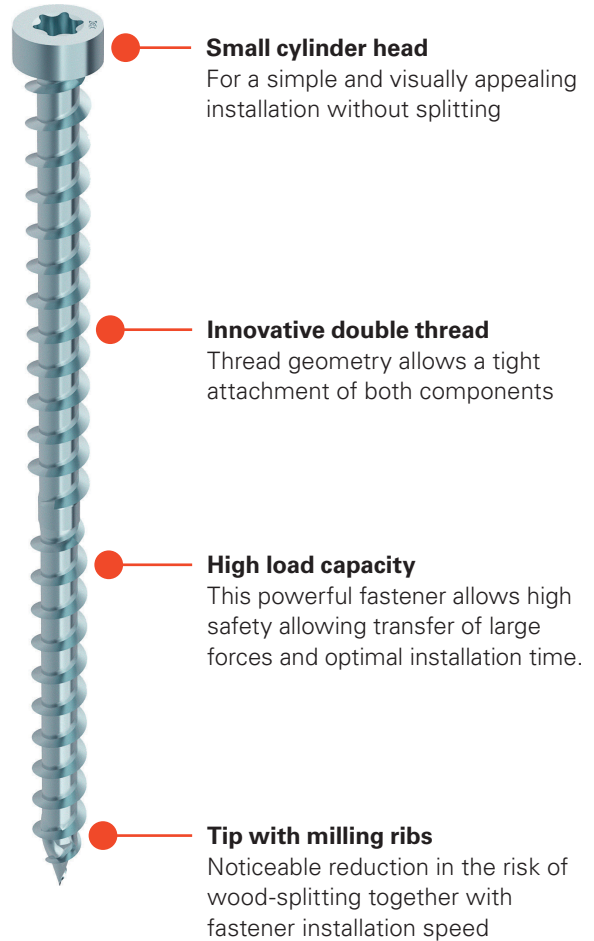 Small cylinder head
For a simple and visually appealing
installation without splitting
Innovative double thread
Thread geometry allows a tight
attachment of both components
High load capacity
This powerful fastener allows high
safety allowing transfer of large
forces and optimal installation time.
Tip with milling ribs
Noticeable reduction in the risk of
wood-splitting together with
fastener installation speed